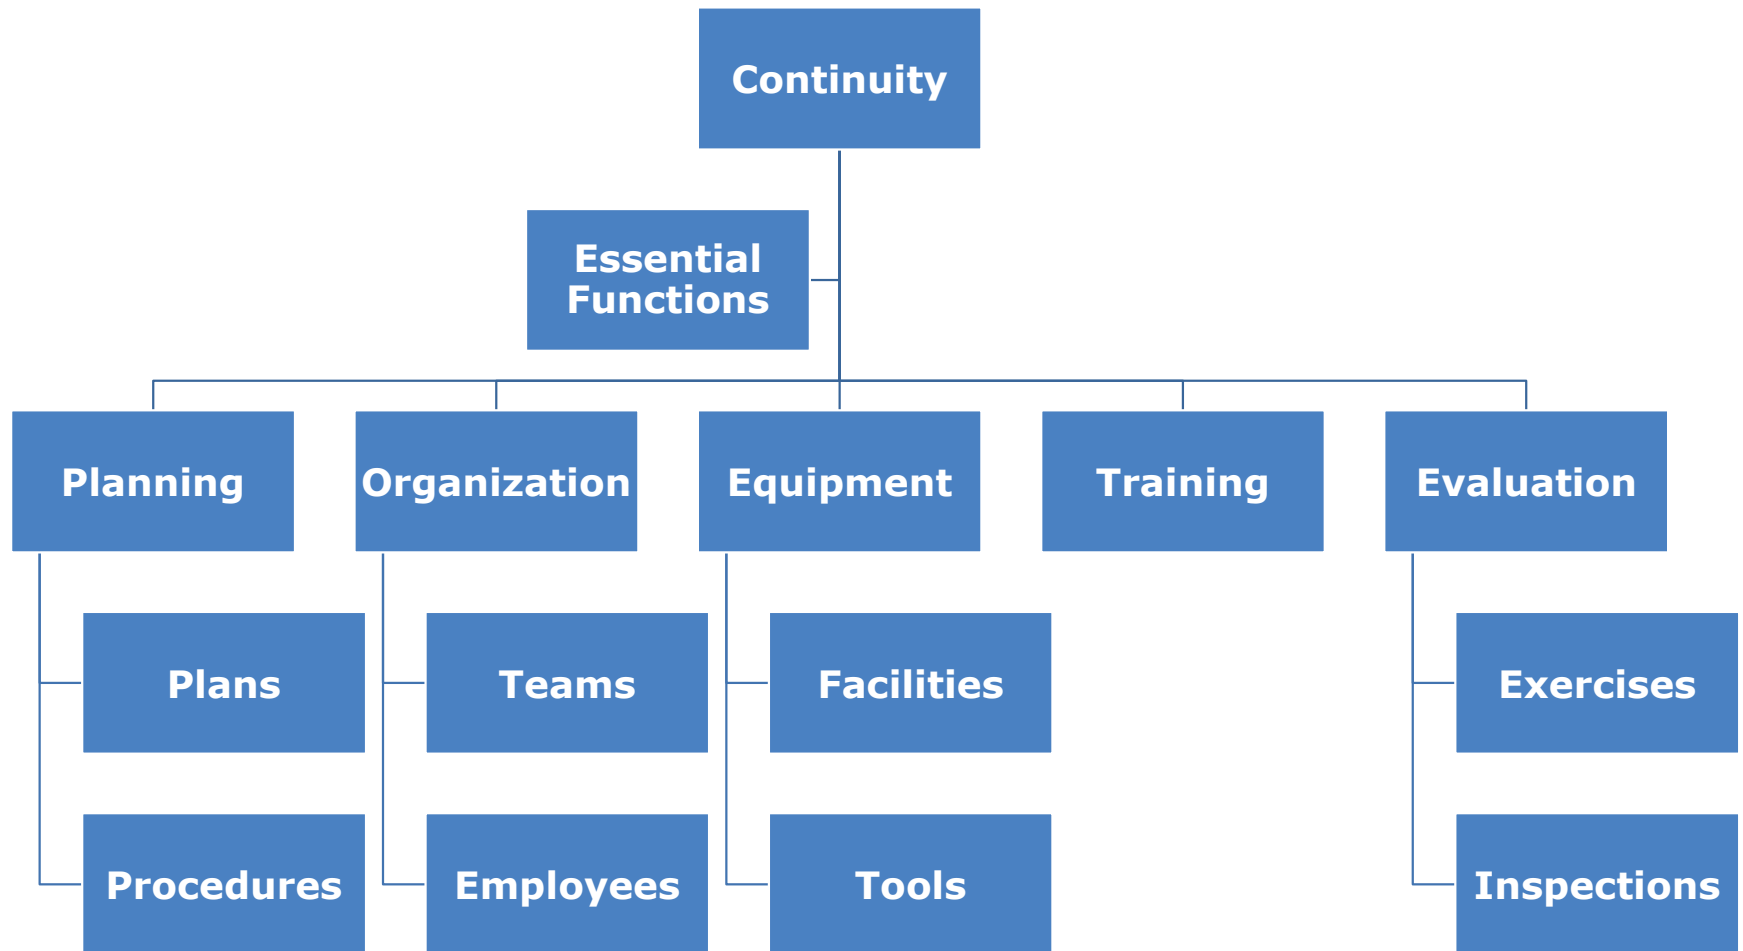 Continuity
Essential
Functions
Planning
Organization
Equipment
Training
Evaluation
Plans
Teams
Facilities
Exercises
Procedures
Employees
Tools
Inspections